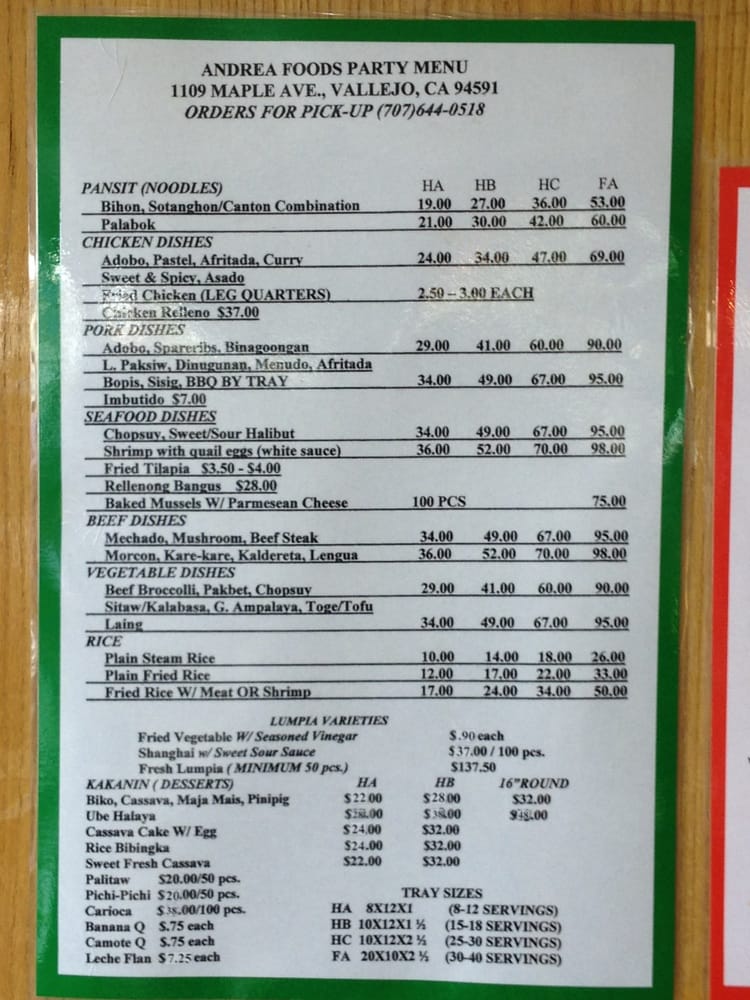 ANDREA FOODS PARTY MENU
1109 MAPLE AVE., VALLEJO, CA 94591
ORDERS FOR PICK-UP (707)644-0518
PANSIT (NOODLES) HA HB HC FA
Bihon, Sotanghon/Canton Combination 19.00 27.00 36.00 53.00
Palabok 21.00 30.00 42.00 60.00
CHICKEN DISHES
Adobo, Pastel, Afritada, Curry 24.00 34.00 47.00 69.00
Sweet & Spicy, Asado
Fried Chicken (LEG QUARTERS) 2.50 – 3.00 EACH
Chicken Relleno $37.00
PORK DISHES
Adobo, Spareribs, Binagoongan 29.00 41.00 60.00 90.00
L. Paksiw, Dinugunan, Menudo, Afritada
Bopis, Sisig, BBQ BY TRAY 34.00 49.00 67.00 95.00
Imbutido $7.00
SEAFOOD DISHES
Chopsuy, Sweet/Sour Halibut 34.00 49.00 67.00 95.00
Shrimp with quail eggs (white sauce) 36.00 52.00 70.00 98.00
Fried Tilapia $3.50 - $4.00
Rellenong Bangus $28.00
Baked Mussels W/ Parmesean Cheese 100 PCS 75.00
BEEF DISHES
Mechado, Mushroom, Beef Steak 34.00 49.00 67.00 95.00
Morcon, Kare-kare, Kaldereta, Lengua 36.00 52.00 70.00 98.00
VEGETABLE DISHES
Beef Broccolli, Pakbet, Chopsuy 29.00 41.00 60.00 90.00
Sitaw/Kalabasa, G. Ampalaya, Toge/Tofu
Laing 34.00 49.00 67.00 95.00
RICE
Plain Steam Rice 10.00 14.00 18.00 26.00
Plain Fried Rice 12.00 17.00 22.00 33.00
Fried Rice W/ Meat OR Shrimp 17.00 24.00 34.00 50.00
LUMPIA VARIETIES
Fried Vegetable W/ Seasoned Vinegar $.90 each
Shanghai w/ Sweet Sour Sauce $37.00 / 100 pcs.
Fresh Lumpia ( MINIMUM 50 pcs.) $137.50
KAKANIN ( DESSERTS) HA HB 16"ROUND
Biko, Cassava, Maja Mais, Pinipig $22.00 $28.00 $32.00
Ube Halaya
Cassava Cake W/ Egg $24.00 $32.00
Rice Bibingka $24.00 $32.00
Sweet Fresh Cassava $22.00 $32.00
Palitaw $20.00/50 pcs.
Pichi-Pichi $20.00/50 pcs.
Carioca $38.00/100 pcs.
Banana Q $.75 each
Camote Q $.75 each
Leche Flan $7.25 each
TRAY SIZES
HA 8X12X1 (8-12 SERVINGS)
HB 10X12X1 ½ (15-18 SERVINGS)
HC 10X12X2 ½ (25-30 SERVINGS)
FA 20X10X2 ½ (30-40 SERVINGS)